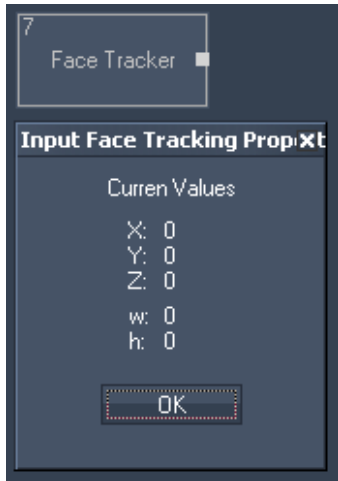 7
Face Tracker
Input Face Tracking Prop
Curren Values
X: 0
Y: 0
Z: 0
w: 0
h: 0
OK